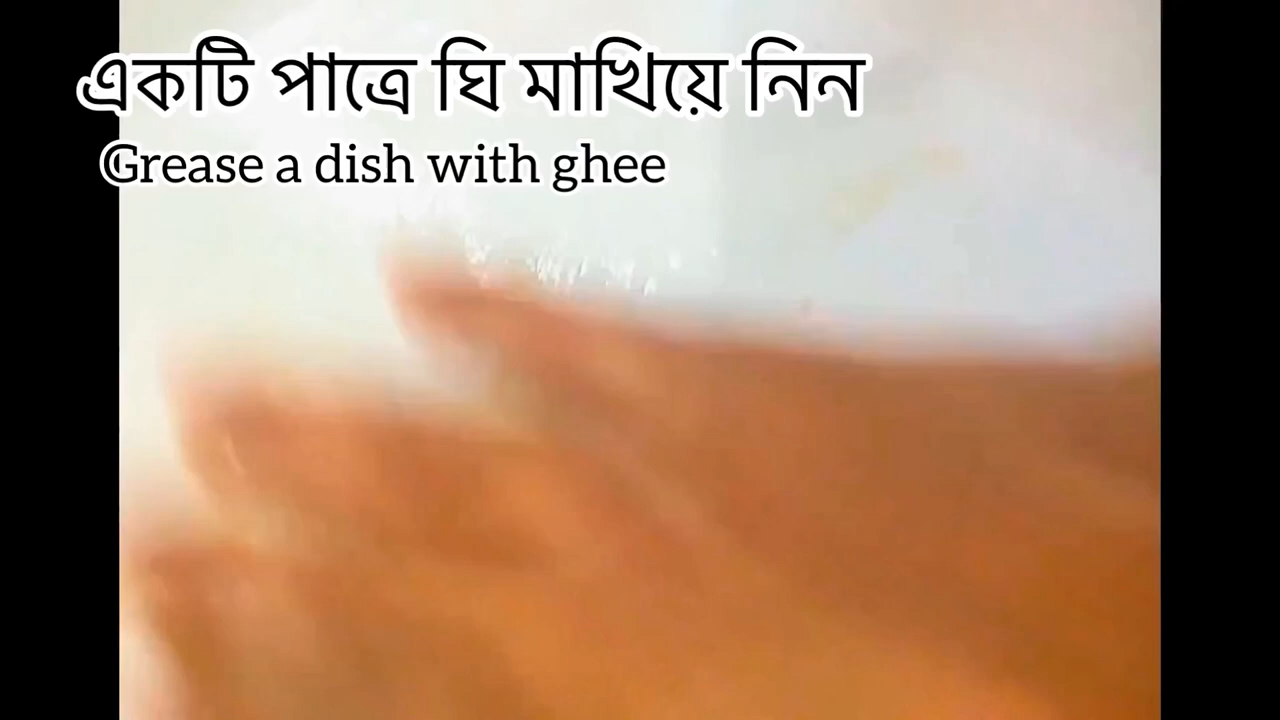 একটি পাত্রে ঘি মাখিয়ে নিন
Grease a dish with ghee